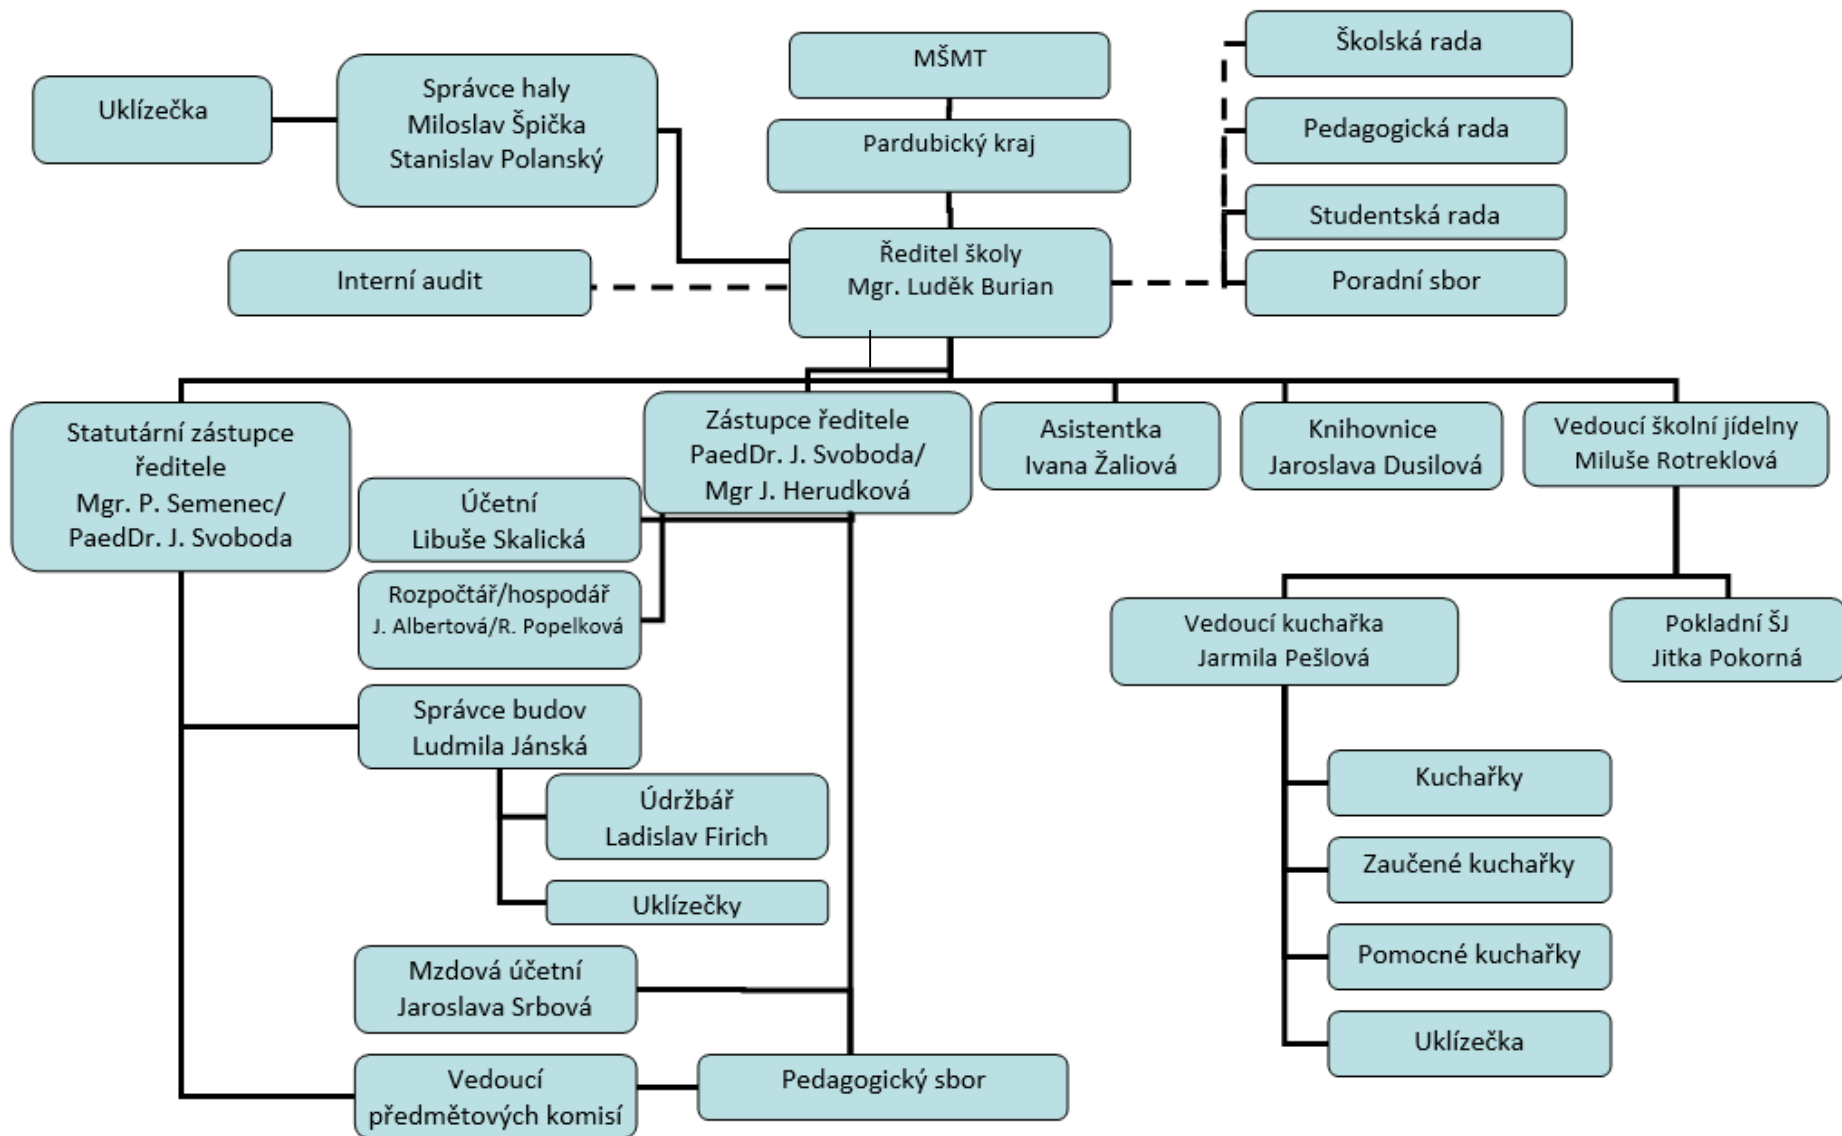 MŠMT
Pardubický kraj
Ředitel školy
Mgr. Luděk Burian
Uklízečka
Správce haly
Miloslav Špička
Stanislav Polanský
Interní audit
Školská rada
Pedagogická rada
Studentská rada
Poradní sbor
Statutární zástupce
ředitele
Mgr. P. Semenec/
PaedDr. J. Svoboda
Zástupce ředitele
PaedDr. J. Svoboda/
Mgr J. Herudková
Asistentka
Ivana Žaliová
Knihovnice
Jaroslava Dusilová
Vedoucí školní jídelny
Miluše Rotreklová
Účetní
Libuše Skalická
Rozpočtář/hospodář
J. Albertová/R. Popelková
Správce budov
Ludmila Jánská
Údržbář
Ladislav Firich
Uklízečky
Mzdová účetní
Jaroslava Srbová
Vedoucí
předmětových komisí
Pedagogický sbor
Vedoucí kuchařka
Jarmila Pešlová
Pokladní ŠJ
Jitka Pokorná
Kuchařky
Zaučené kuchařky
Pomocné kuchařky
Uklízečka